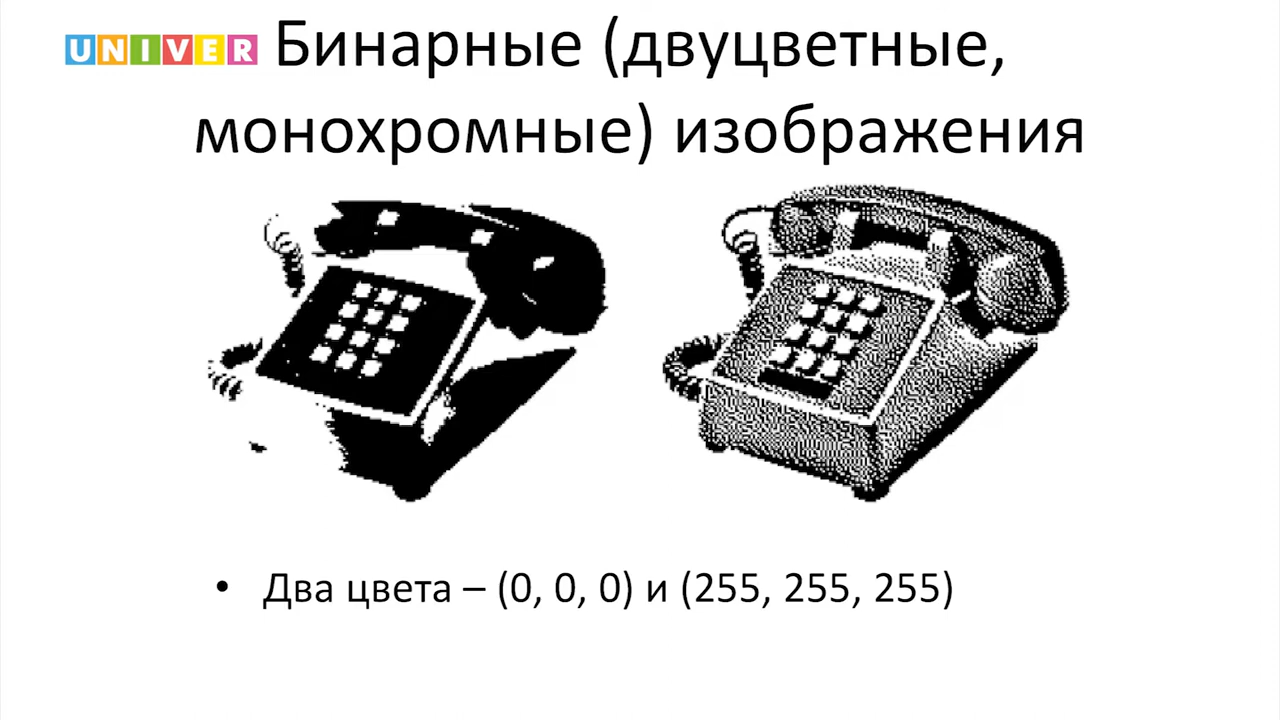 UNIVER
Бинарные (двуцветные,
монохромные) изображения
• Два цвета – (0, 0, 0) и (255, 255, 255)